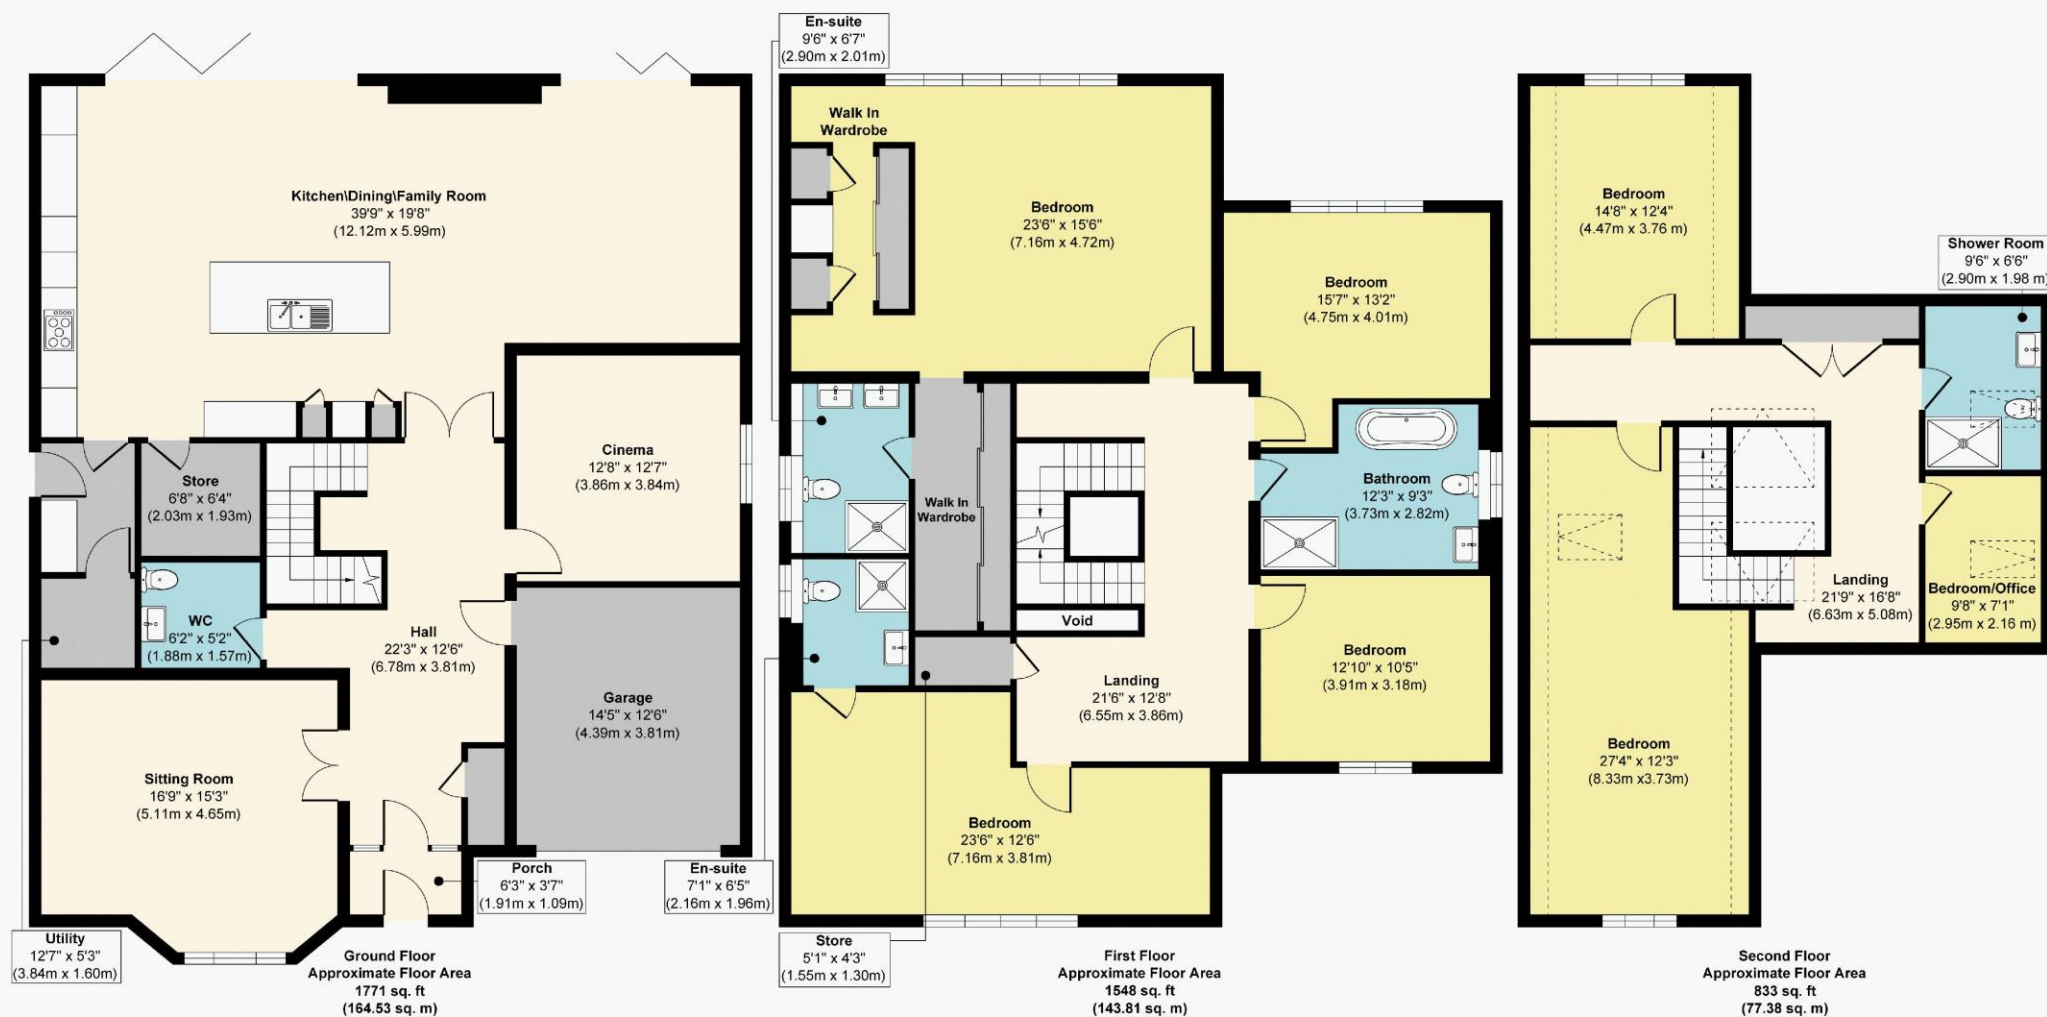 Kitchen\Dining\Family Room
39'9" x 19'8"
(12.12m x 5.99m)
Cinema
12'8" x 12'7"
(3.86m x 3.84m)
Store
6'8" x 6'4"
(2.03m x 1.93m)
WC
6'2" x 5'2"
(1.88m x 1.57m)
Hall
22'3" x 12'6"
(6.78m x 3.81m)
Garage
14'5" x 12'6"
(4.39m x 3.81m)
Sitting Room
16'9" x 15'3"
(5.11m x 4.65m)
Porch
6'3" x 3'7"
(1.91m x 1.09m)
Utility
12'7" x 5'3"
(3.84m x 1.60m)
Ground Floor
Approximate Floor Area
1771 sq. ft
(164.53 sq. m)
En-suite
9'6" x 6'7"
(2.90m x 2.01m)
Walk In
Wardrobe
Bedroom
23'6" x 15'6"
(7.16m x 4.72m)
Bedroom
15'7" x 13'2"
(4.75m x 4.01m)
Walk In
Wardrobe
Bathroom
12'3" x 9'3"
(3.73m x 2.82m)
Void
Landing
21'6" x 12'8"
(6.55m x 3.86m)
Bedroom
12'10" x 10'5"
(3.91m x 3.18m)
Bedroom
23'6" x 12'6"
(7.16m x 3.81m)
En-suite
7'1" x 6'5"
(2.16m x 1.96m)
Store
5'1" x 4'3"
(1.55m x 1.30m)
First Floor
Approximate Floor Area
1548 sq. ft
(143.81 sq. m)
Bedroom
14'8" x 12'4"
(4.47m x 3.76 m)
Shower Room
9'6" x 6'6"
(2.90m x 1.98 m)
Landing
21'9" x 16'8"
(6.63m x 5.08m)
Bedroom/Office
9'8" x 7'1"
(2.95m x 2.16 m)
Bedroom
27'4" x 12'3"
(8.33m x3.73m)
Second Floor
Approximate Floor Area
833 sq. ft
(77.38 sq. m)